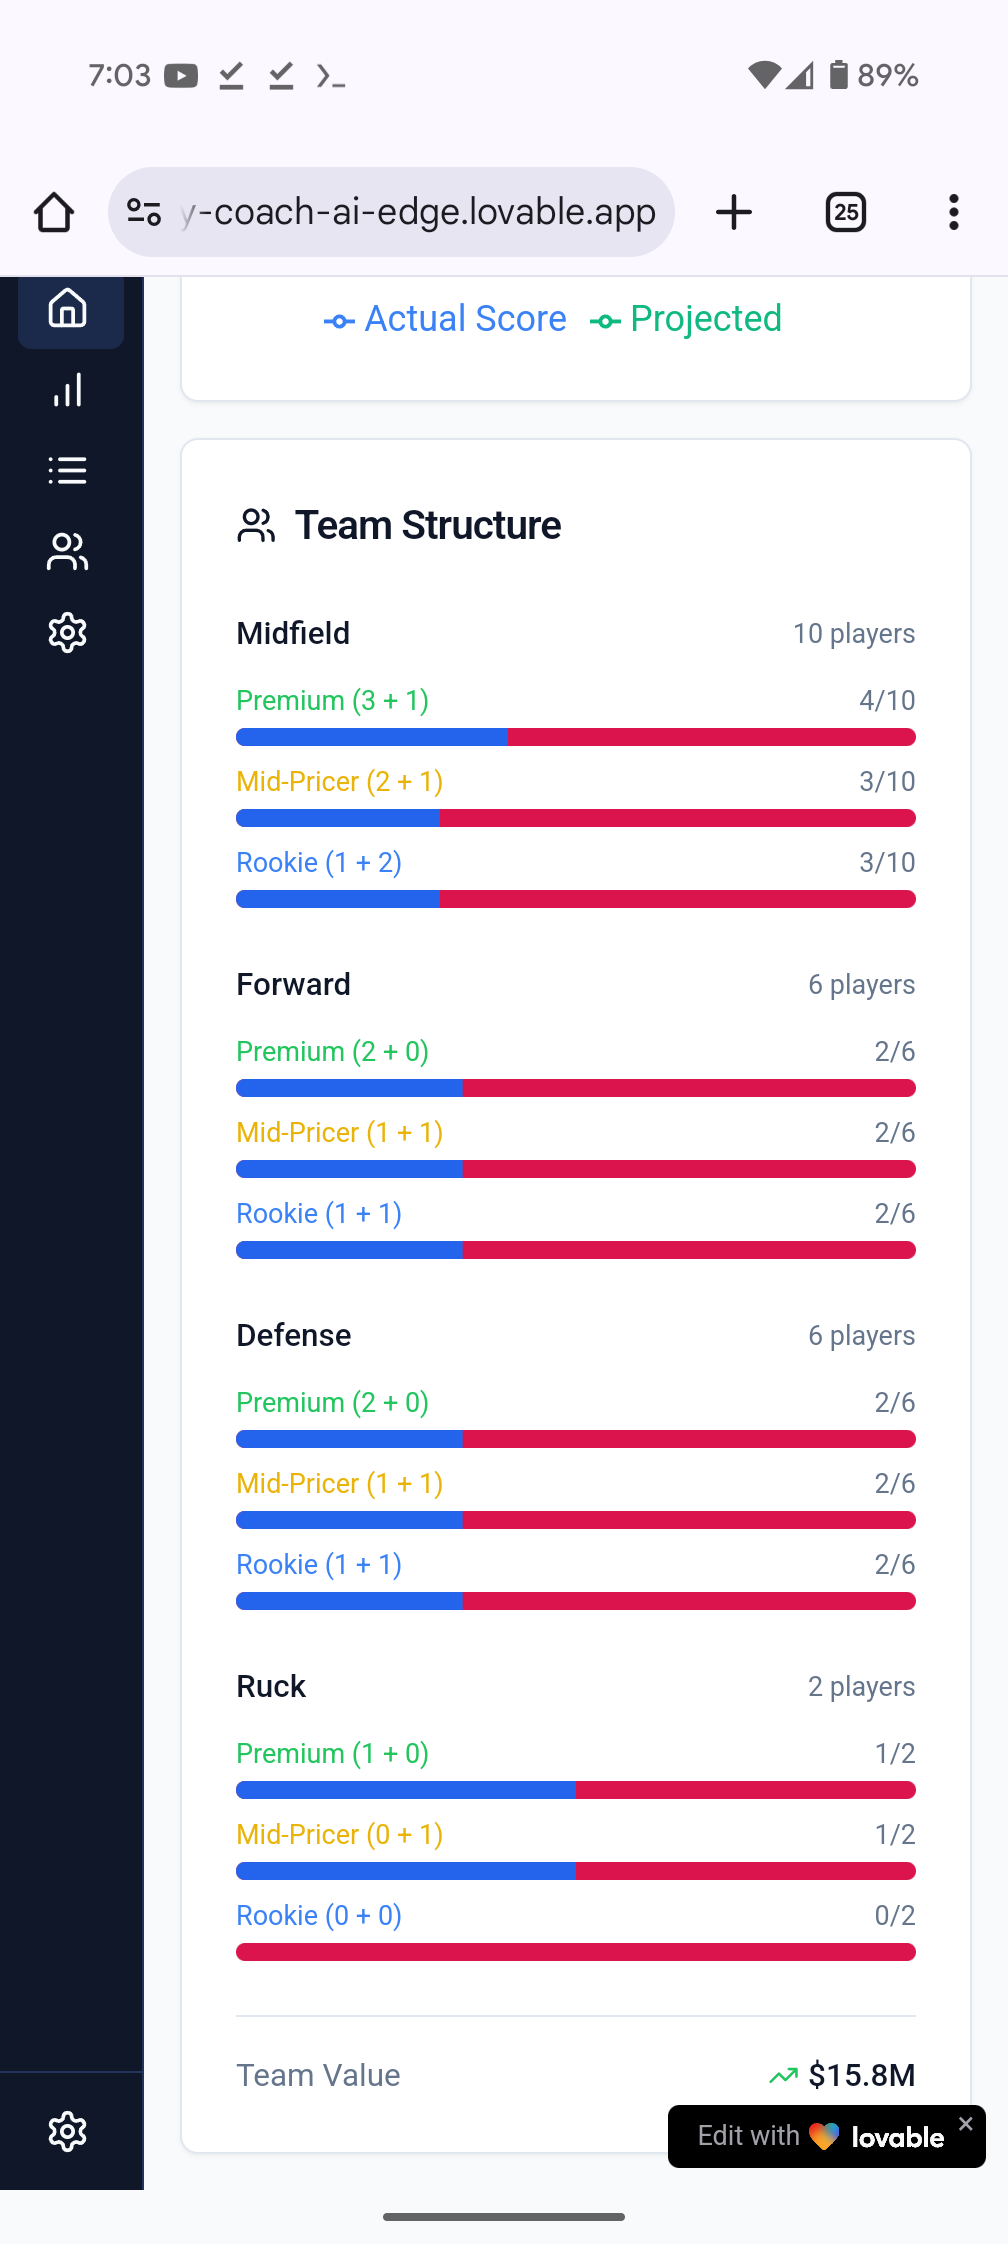 7:03
89%
y-coach-ai-edge.lovable.app
25
Actual Score Projected
Team Structure
Midfield 10 players
Premium (3 + 1) 4/10
Mid-Pricer (2 + 1) 3/10
Rookie (1 + 2) 3/10
Forward 6 players
Premium (2 + 0) 2/6
Mid-Pricer (1 + 1) 2/6
Rookie (1 + 1) 2/6
Defense 6 players
Premium (2 + 0) 2/6
Mid-Pricer (1 + 1) 2/6
Rookie (1 + 1) 2/6
Ruck 2 players
Premium (1 + 0) 1/2
Mid-Pricer (0 + 1) 1/2
Rookie (0 + 0) 0/2
Team Value $15.8M
Edit with lovable